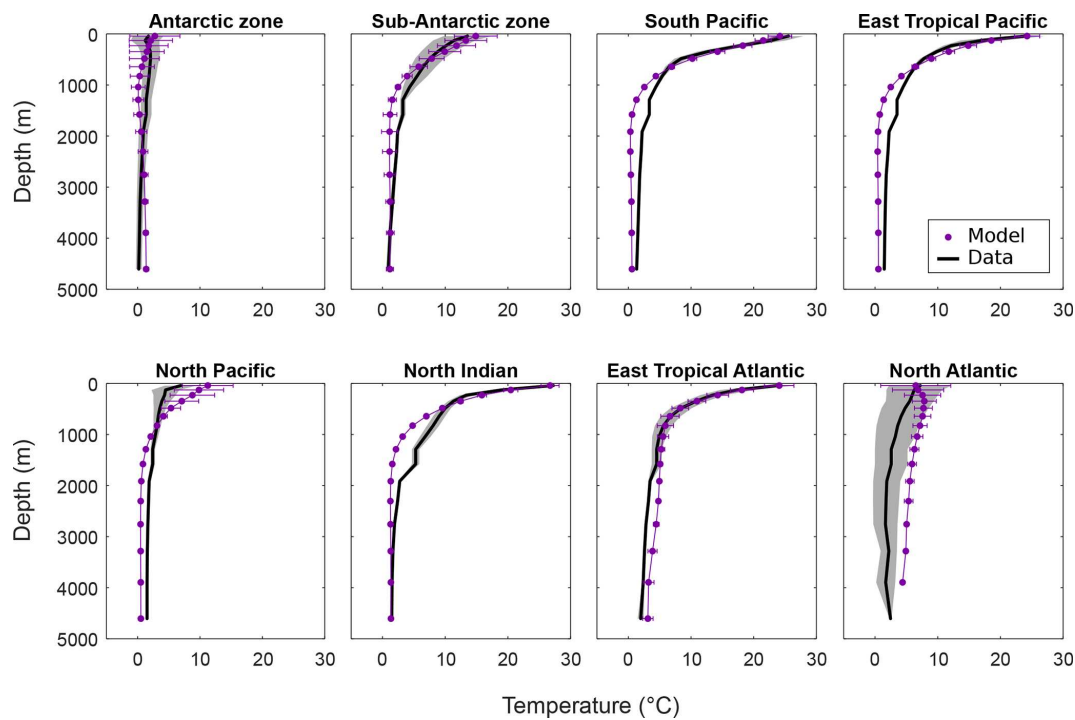 Antarctic zone
Sub-Antarctic zone
South Pacific
East Tropical Pacific
0
1000
2000
3000
4000
5000
Depth (m)
0 10 20 30
0 10 20 30
0 10 20 30
0 10 20 30
Model
Data
North Pacific
North Indian
East Tropical Atlantic
North Atlantic
0
1000
2000
3000
4000
5000
Depth (m)
0 10 20 30
0 10 20 30
0 10 20 30
0 10 20 30
Temperature (°C)